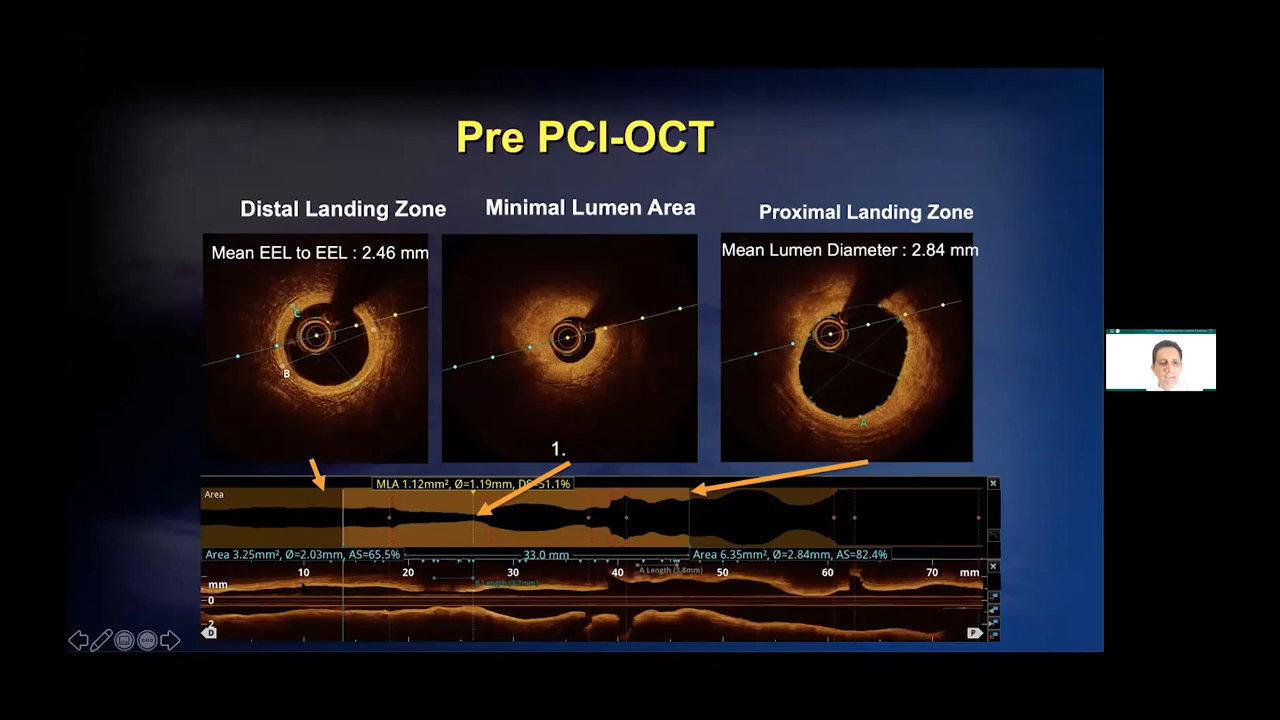 Pre PCI-OCT
Distal Landing Zone
Minimal Lumen Area
Proximal Landing Zone
Mean EEL to EEL : 2.46 mm
Mean Lumen Diameter : 2.84 mm
C
B
A
1.
MLA 1.12mm², Ø=1.19mm, DS=51.1%
Area
Area 3.25mm², Ø=2.03mm, AS=65.5%
33.0 mm
Area 6.35mm², Ø=2.84mm, AS=82.4%
A Length (3.8mm)
10 20 30 40 50 60 70 mm
mm
0
2
D
P